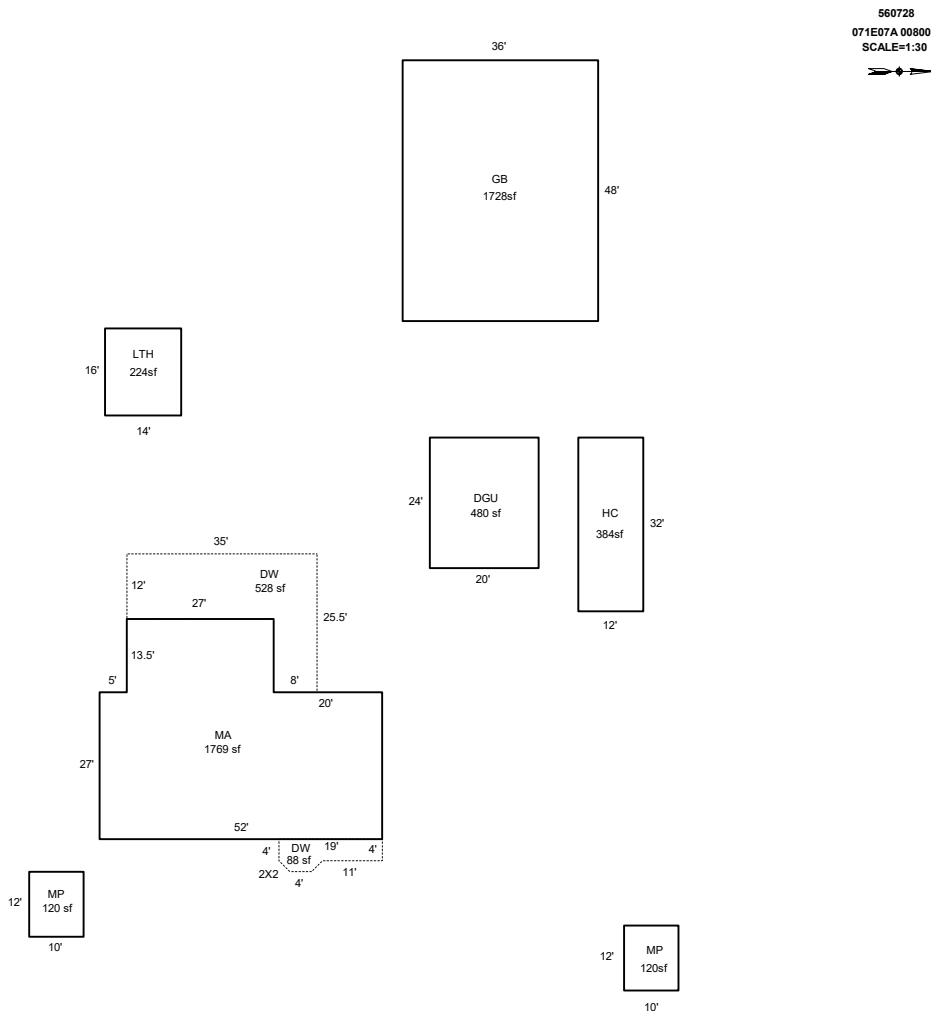 560728
071E07A 00800
SCALE=1:30
36'
GB
1728sf
48'
LTH
224sf
16'
14'
24'
DGU
480 sf
20'
HC
384sf
32'
12'
35'
12'
DW
528 sf
27'
25.5'
13.5'
5'
8'
20'
MA
1769 sf
27'
52'
4'
DW
88 sf
19'
4'
2X2
4'
11'
12'
MP
120 sf
10'
12'
MP
120sf
10'